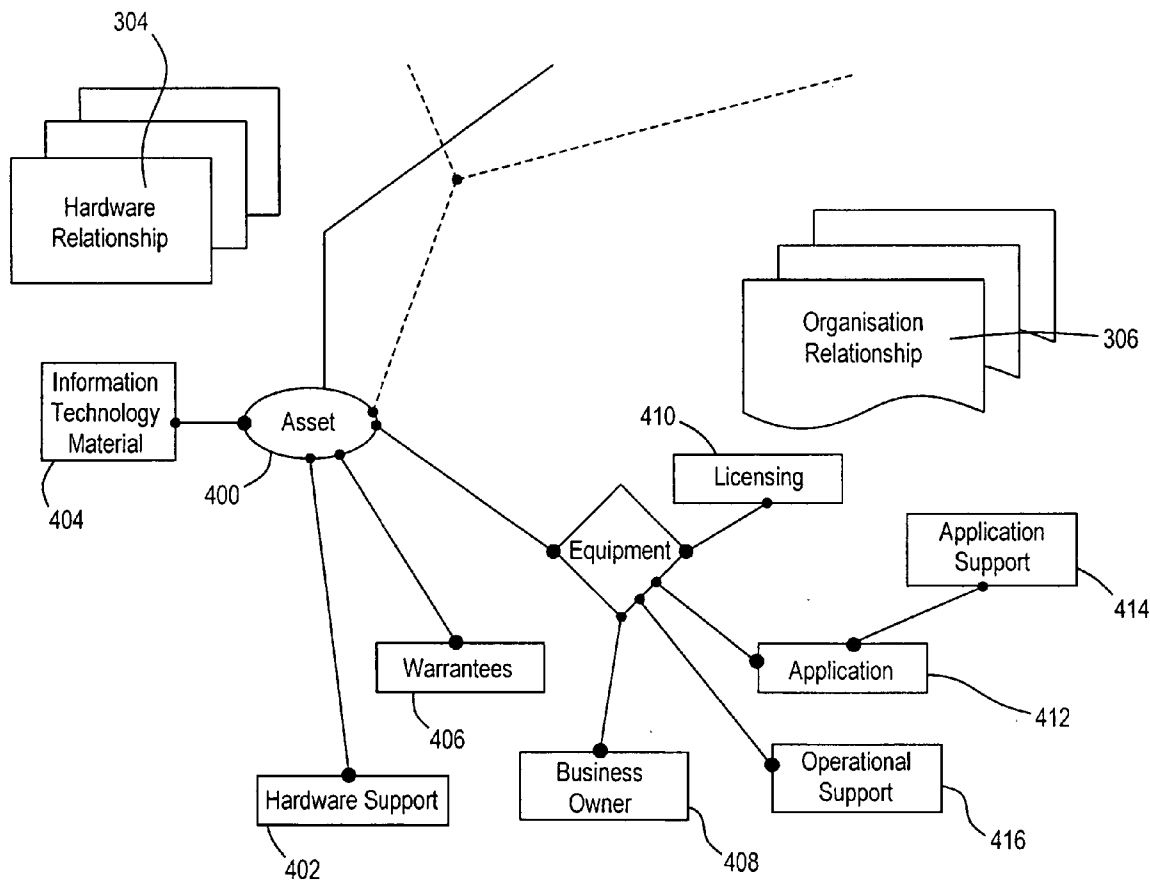 304
Hardware
Relationship
Organisation
Relationship
306
Information
Technology
Material
404
Asset
400
410
Licensing
Equipment
Application
Support
414
Warrantees
406
Application
412
Hardware Support
402
Business
Owner
408
Operational
Support
416